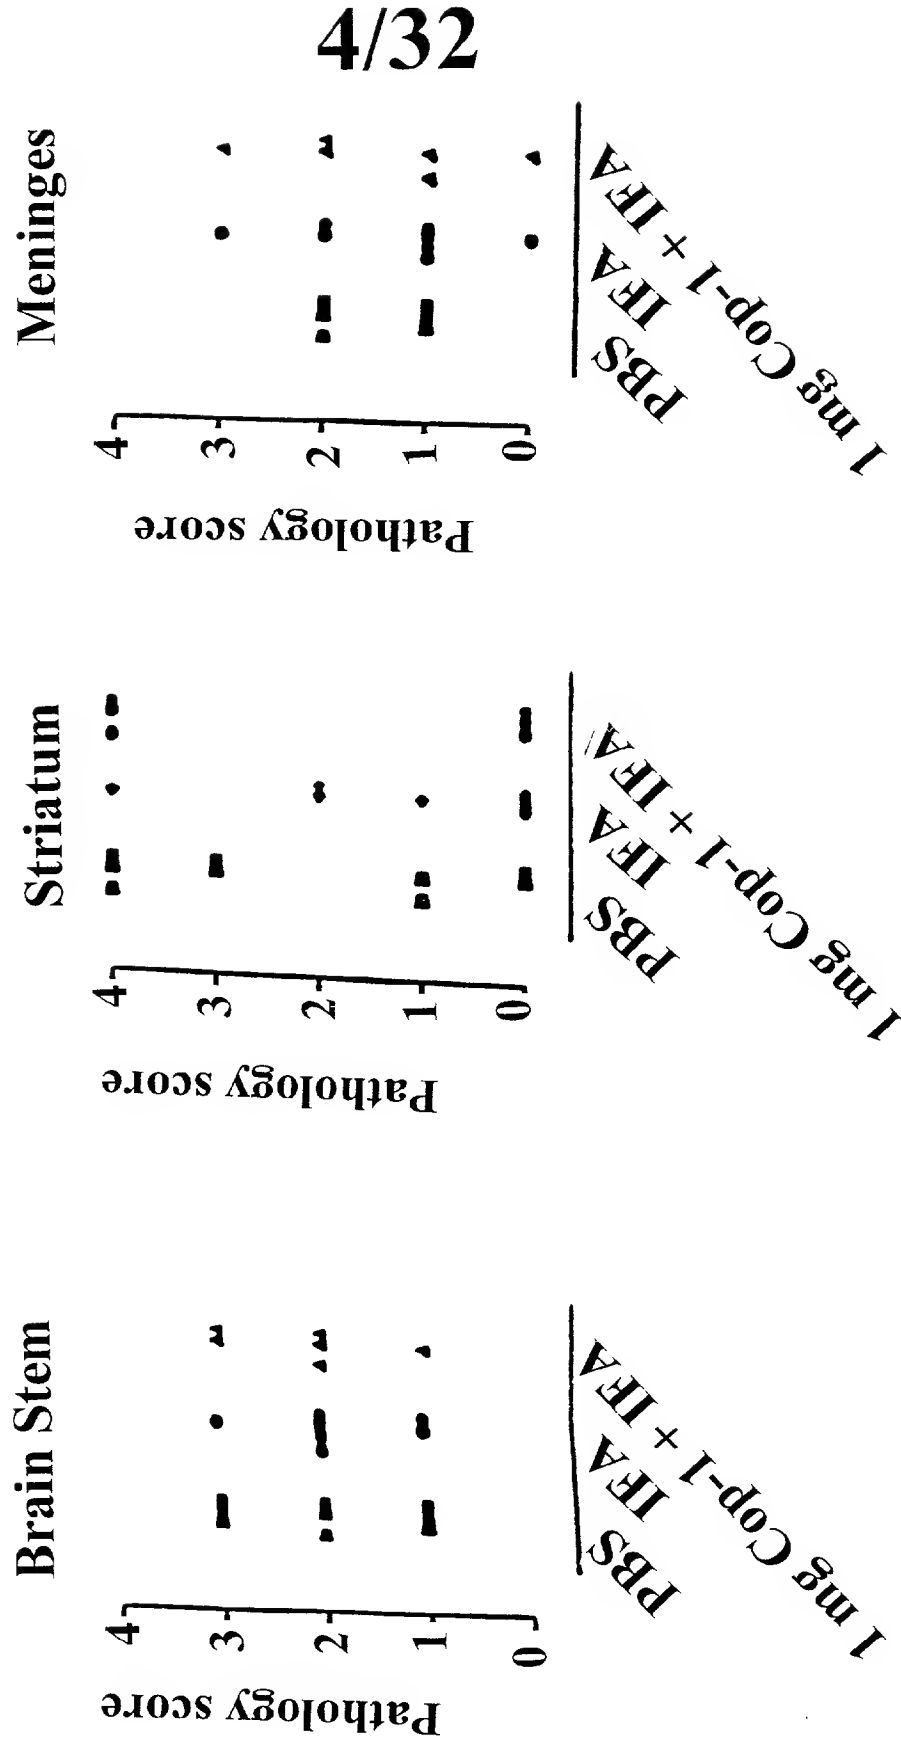 4/32
Brain Stem
Pathology score
4
3
2
1
0
PBS
IFA
1 mg Cop-1 + IFA
Striatum
Pathology score
4
3
2
1
0
PBS
IFA
1 mg Cop-1 + IFA
Meninges
Pathology score
4
3
2
1
0
PBS
IFA
1 mg Cop-1 + IFA